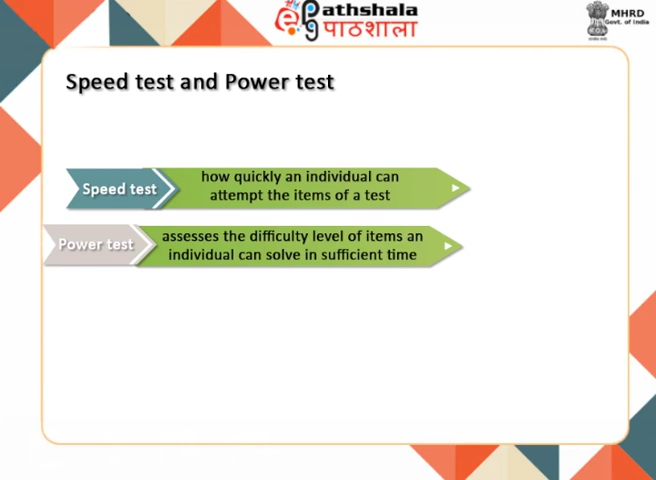 ePathshala
पाठशाला
MHRD
Govt. of India
Speed test and Power test
Speed test
how quickly an individual can
attempt the items of a test
Power test
assesses the difficulty level of items an
individual can solve in sufficient time